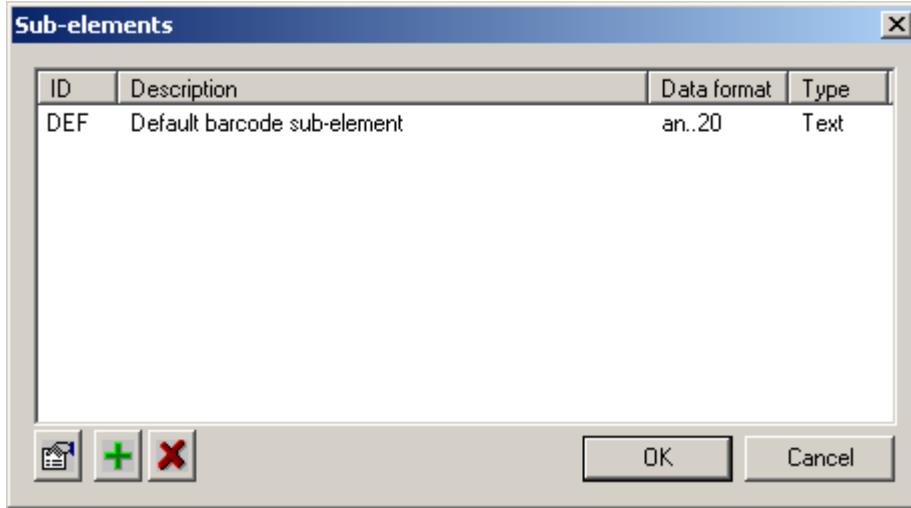 Sub-elements
ID Description Data format Type
DEF Default barcode sub-element an..20 Text
OK Cancel